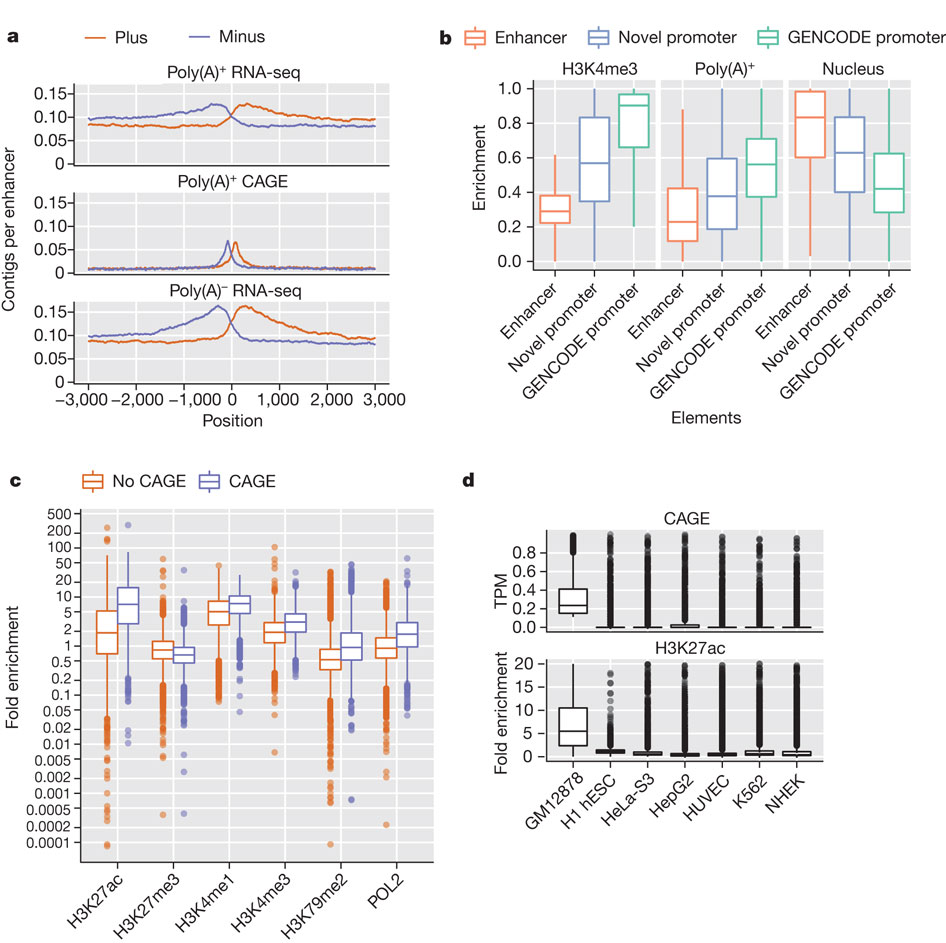 a
Plus Minus
Poly(A)+ RNA-seq
0.15
0.10
0.05
0
Poly(A)+ CAGE
0.15
0.10
0.05
0
Poly(A)− RNA-seq
0.15
0.10
0.05
0
Contigs per enhancer
−3,000 −2,000 −1,000 0 1,000 2,000 3,000
Position
b
Enhancer Novel promoter GENCODE promoter
H3K4me3 Poly(A)+ Nucleus
1.0
0.8
0.6
0.4
0.2
0.0
Enrichment
Enhancer
Novel promoter
GENCODE promoter
Enhancer
Novel promoter
GENCODE promoter
Enhancer
Novel promoter
GENCODE promoter
Elements
c
No CAGE CAGE
500
200
100
50
20
10
5
2
1
0.5
0.2
0.1
0.05
0.02
0.01
0.005
0.002
0.001
0.0005
0.0002
0.0001
Fold enrichment
H3K27ac
H3K27me3
H3K4me1
H3K4me3
H3K79me2
POL2
d
CAGE
0.8
0.6
0.4
0.2
0.0
TPM
H3K27ac
20
15
10
5
0
Fold enrichment
GM12878
H1 hESC
HeLa-S3
HepG2
HUVEC
K562
NHEK